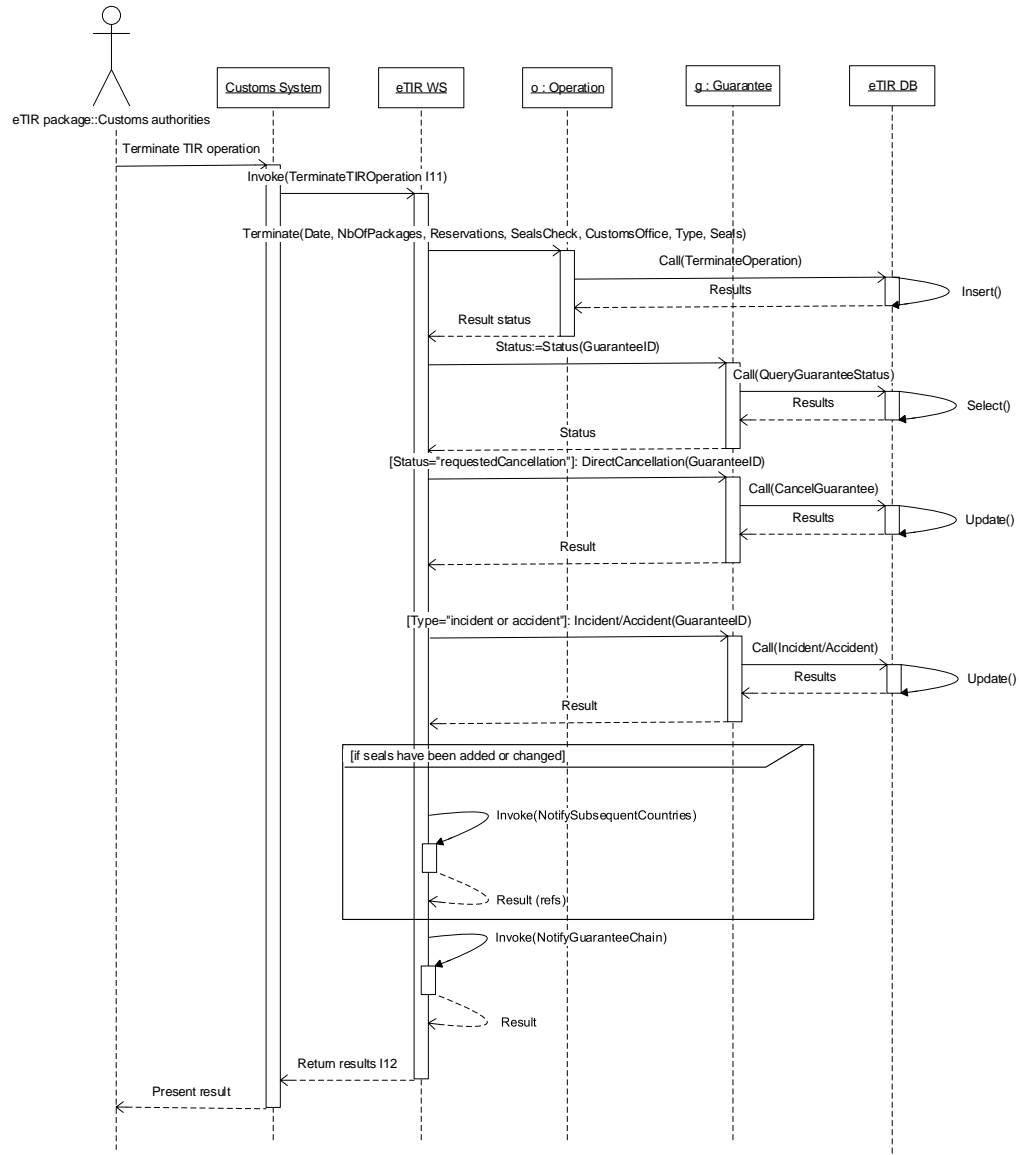 Customs System
eTIR WS
o : Operation
g : Guarantee
eTIR DB
eTIR package::Customs authorities
Terminate TIR operation
Invoke(TerminateTIROperation I11)
Terminate(Date, NbOfPackages, Reservations, SealsCheck, CustomsOffice, Type, Seals)
Call(TerminateOperation)
Results
Insert()
Result status
Status:=Status(GuaranteeID)
Call(QueryGuaranteeStatus)
Results
Select()
Status
[Status="requestedCancellation"]: DirectCancellation(GuaranteeID)
Call(CancelGuarantee)
Results
Update()
Result
[Type="incident or accident"]: Incident/Accident(GuaranteeID)
Call(Incident/Accident)
Results
Update()
Result
[if seals have been added or changed]
Invoke(NotifySubsequentCountries)
Result (refs)
Invoke(NotifyGuaranteeChain)
Result
Return results I12
Present result